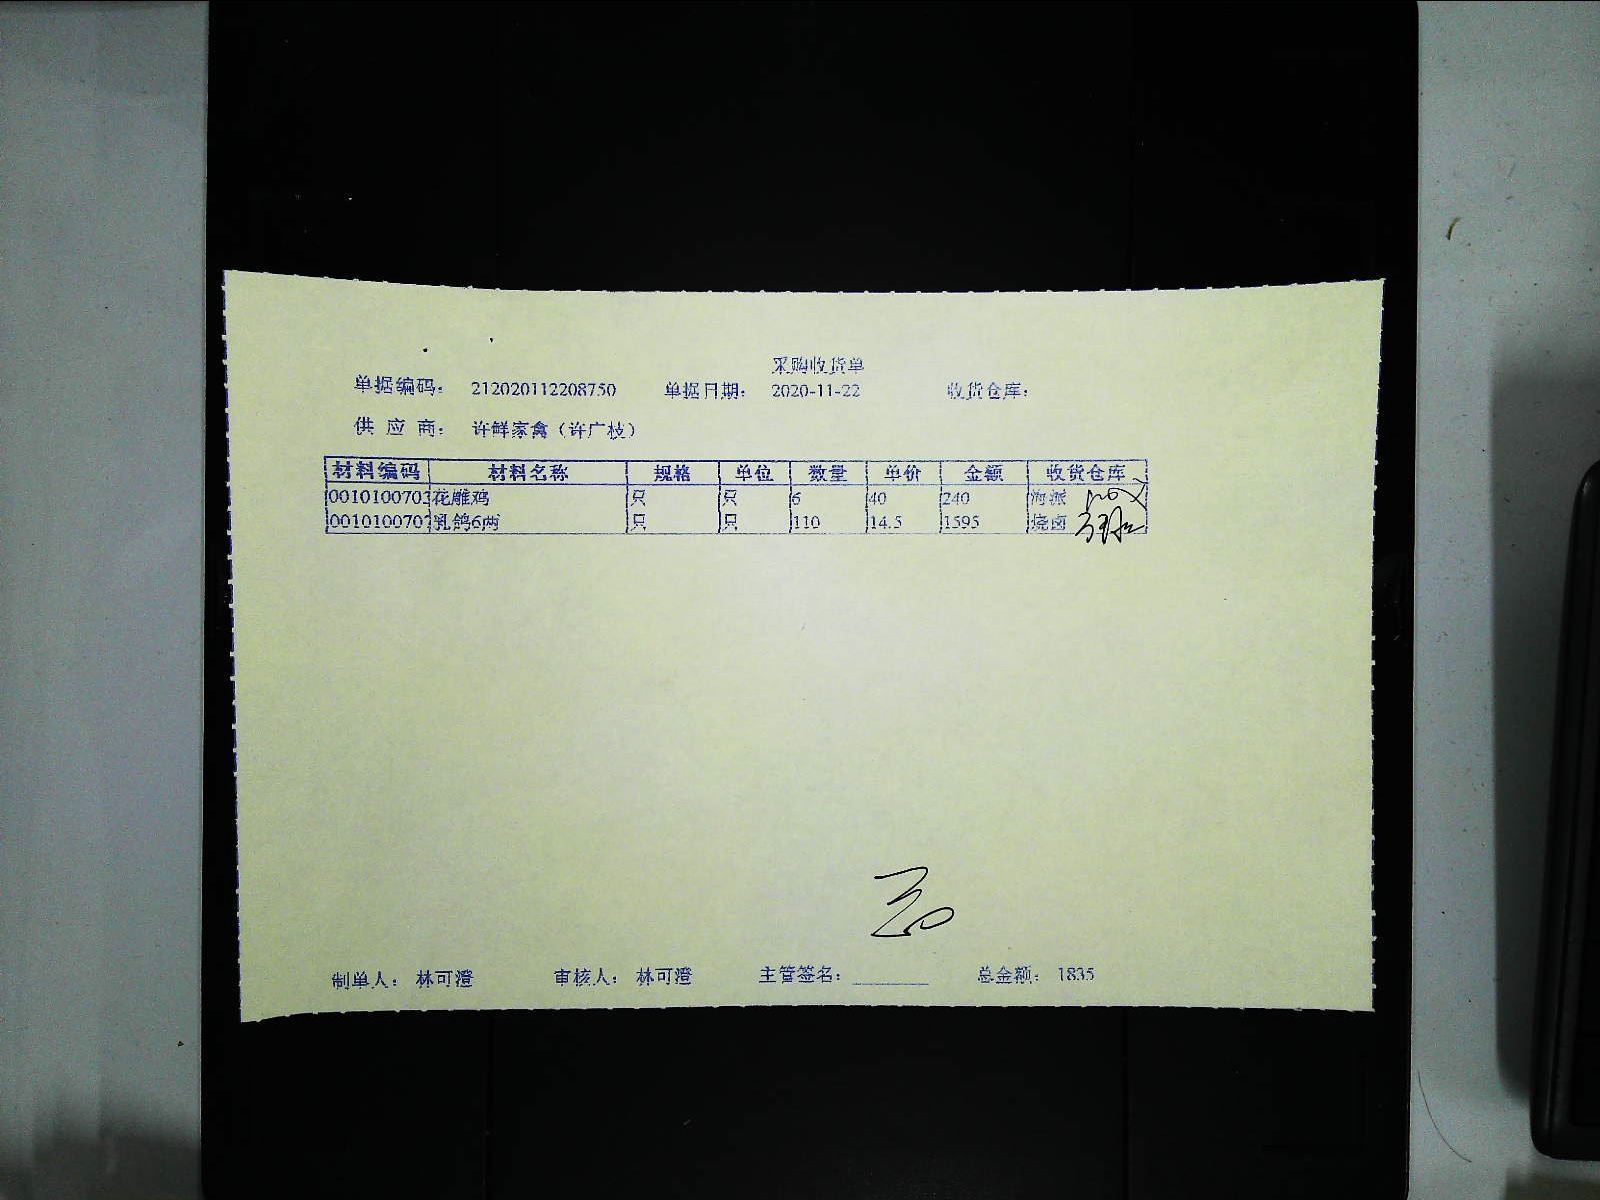 采购收货单
单据编码： 212020112208750 单据日期： 2020-11-22 收货仓库：
供 应 商： 许鲜家禽（许广枝）
材料编码 材料名称 规格 单位 数量 单价 金额 收货仓库
0010100703 花雕鸡 只 只 6 40 240 海派
0010100707 乳鸽6两 只 只 110 14.5 1595 烧卤
制单人： 林可澄 审核人： 林可澄 主管签名： 总金额： 1835